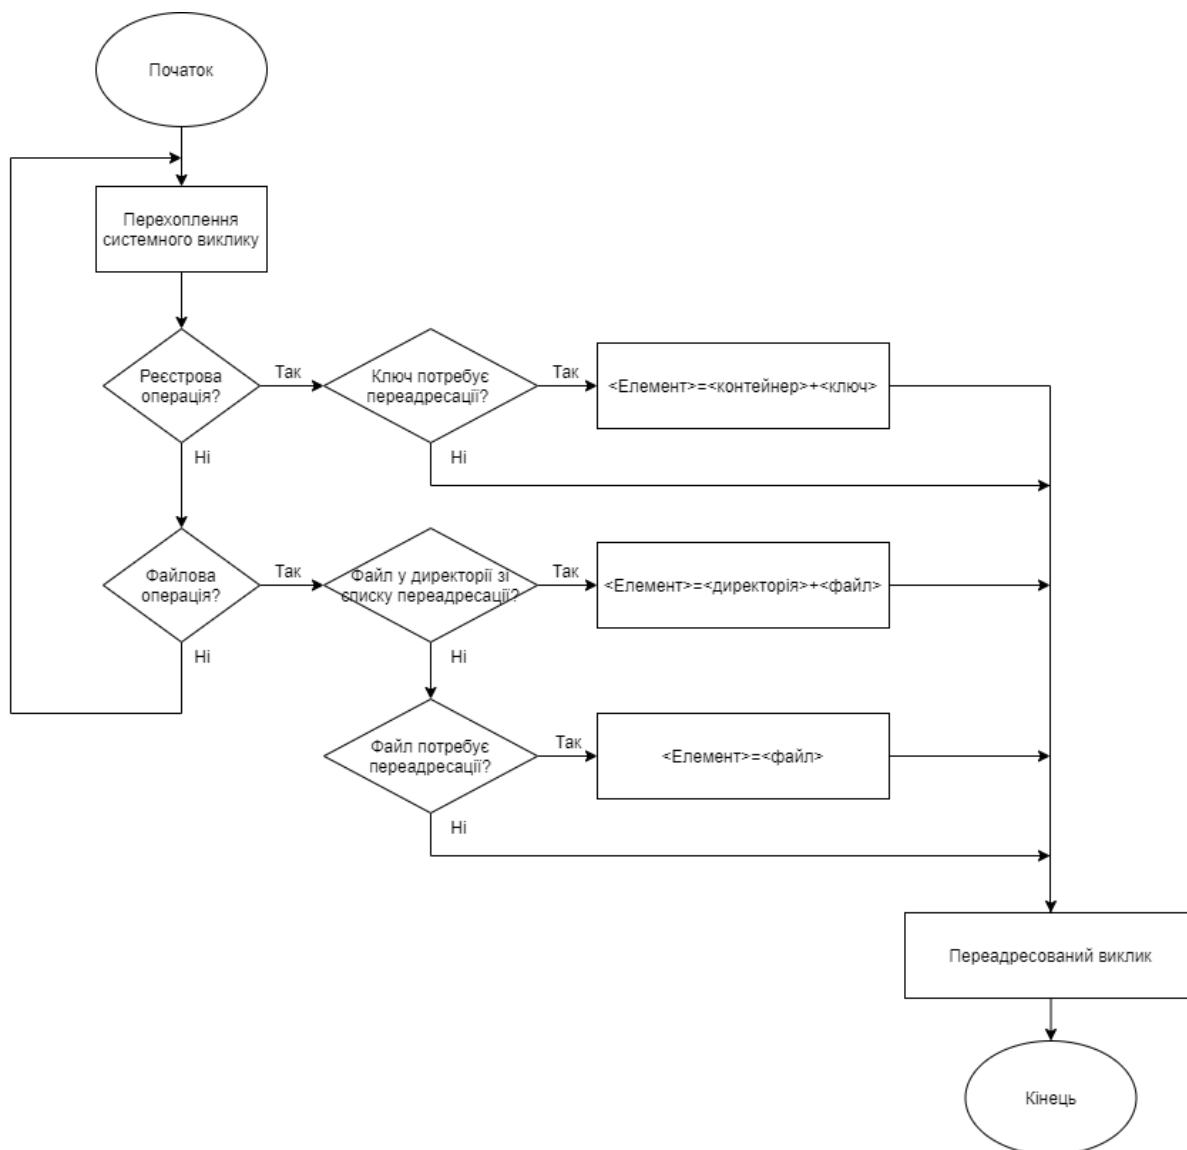 Початок
Перехоплення
системного виклику
Реєстрова
операція?
Так
Ключ потребує
переадресації?
Так
<Елемент>=<контейнер>+<ключ>
Ні
Ні
Файлова
операція?
Так
Файл у директорії зі
списку переадресації?
Так
<Елемент>=<директорія>+<файл>
Ні
Ні
Файл потребує
переадресації?
Так
<Елемент>=<файл>
Ні
Переадресований виклик
Кінець